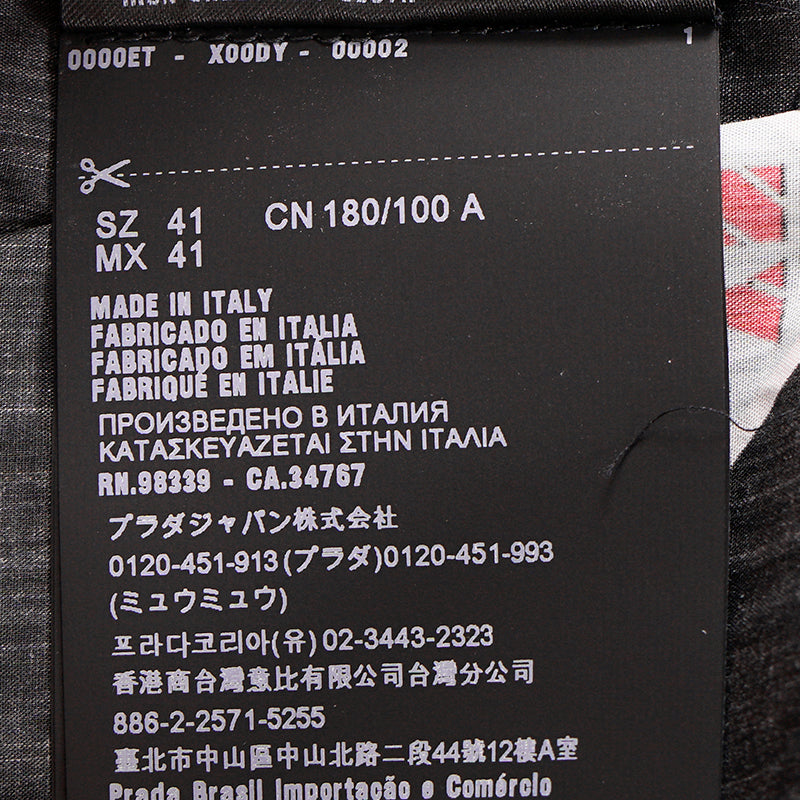 0000ET - X00DY - 00002 1
SZ 41 CN 180/100 A
MX 41
MADE IN ITALY
FABRICADO EN ITALIA
FABRICADO EM ITÁLIA
FABRIQUÉ EN ITALIE
ПРОИЗВЕДЕНО В ИТАЛИЯ
ΚΑΤΑΣΚΕΥΑΖΕΤΑΙ ΣΤΗΝ ΙΤΑΛΙΑ
RN.98339 - CA.34767
プラダジャパン株式会社
0120-451-913(プラダ)0120-451-993
(ミュウミュウ)
프라다코리아(유) 02-3443-2323
香港商台灣意比有限公司台灣分公司
886-2-2571-5255
臺北市中山區中山北路二段44號12樓A室
Prada Brasil Importação e Comércio